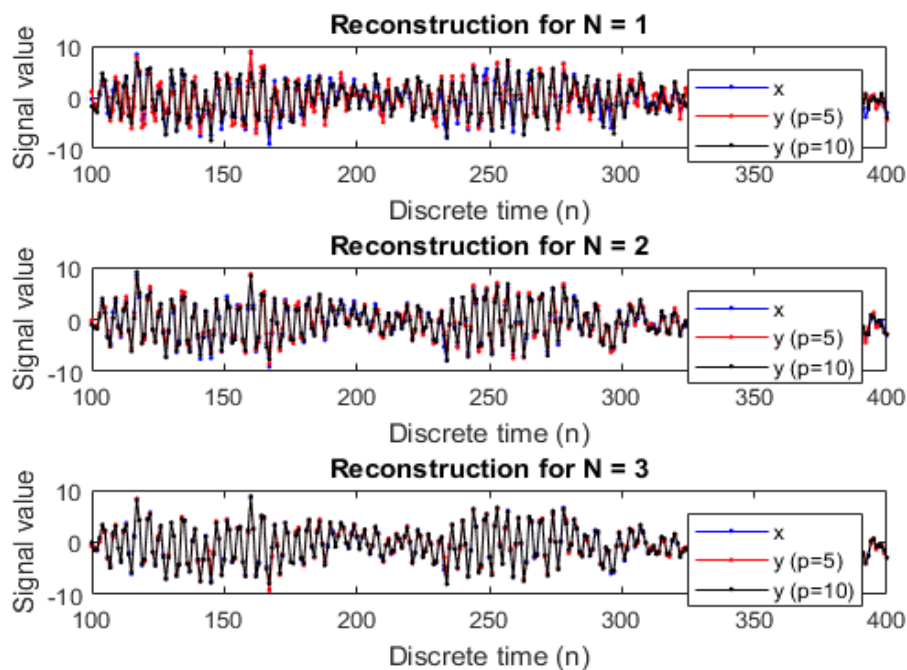 Reconstruction for N = 1
Signal value
10
0
-10
x
y (p=5)
y (p=10)
100 150 200 250 300 350 400
Discrete time (n)
Reconstruction for N = 2
Signal value
10
0
-10
x
y (p=5)
y (p=10)
100 150 200 250 300 350 400
Discrete time (n)
Reconstruction for N = 3
Signal value
10
0
-10
x
y (p=5)
y (p=10)
100 150 200 250 300 350 400
Discrete time (n)